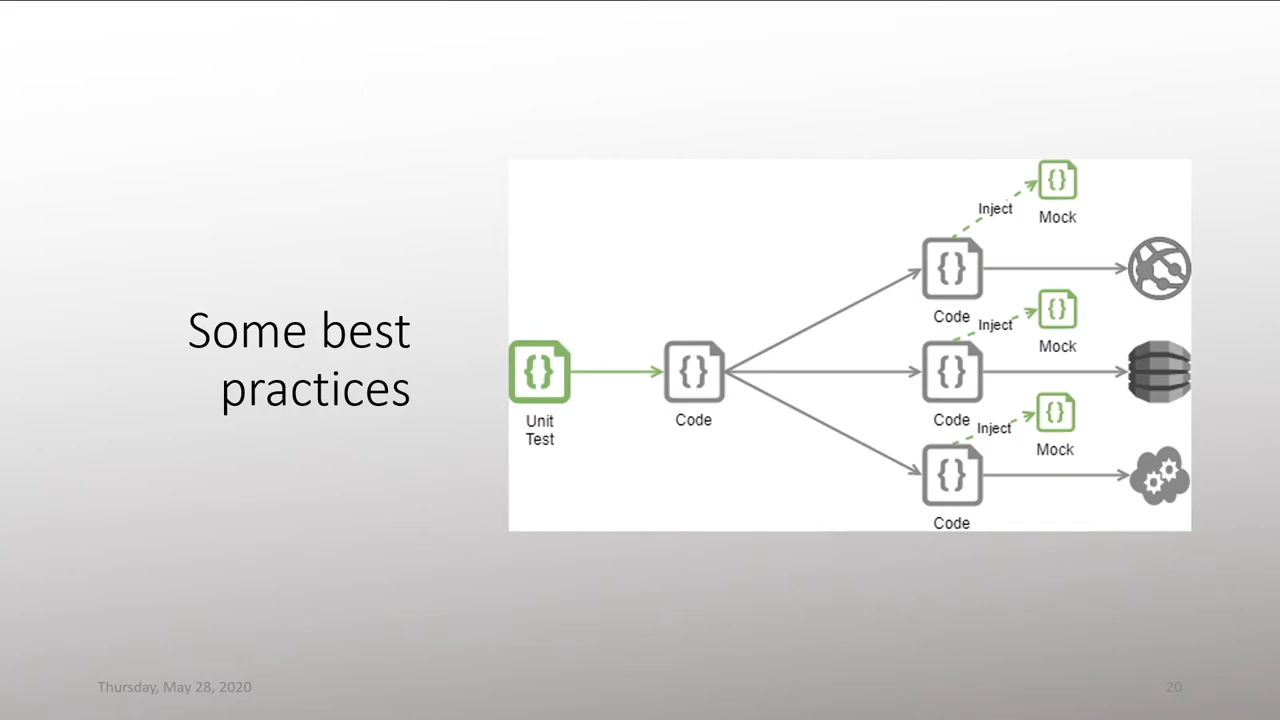 Some best
practices
Inject
Mock
Code
Inject
Mock
Unit
Test
Code
Code
Inject
Mock
Code
Thursday, May 28, 2020
20